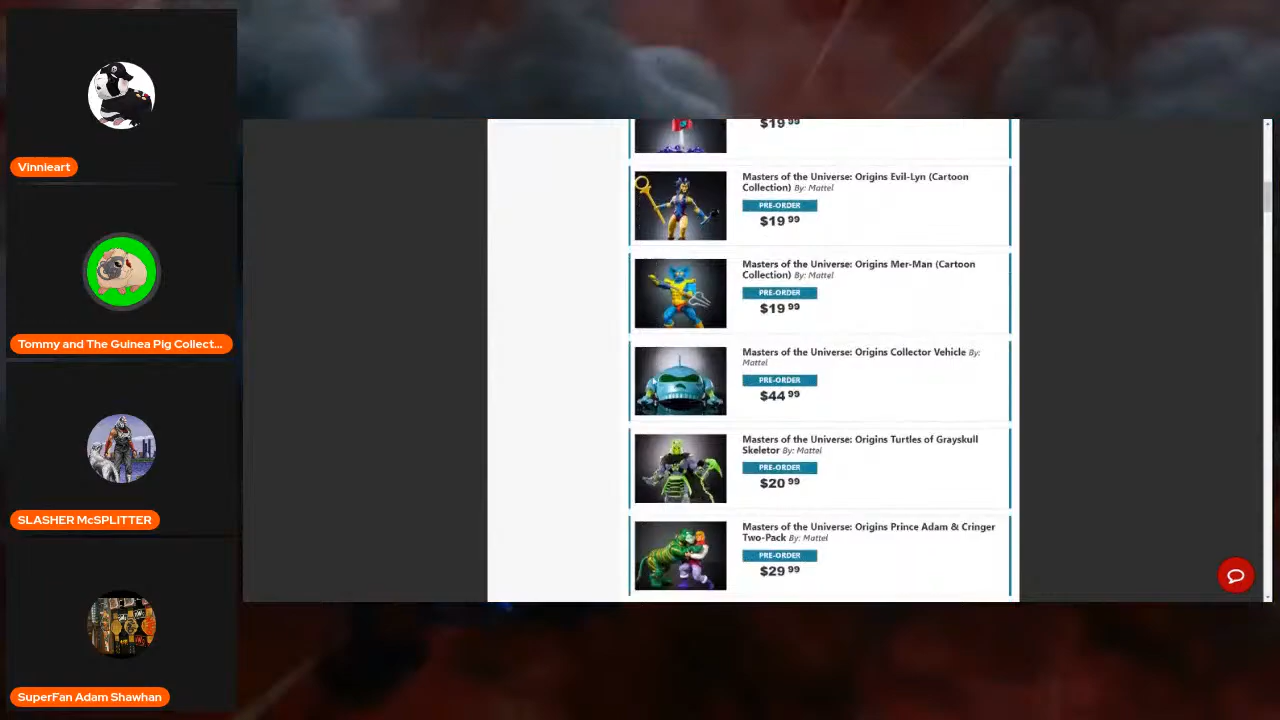 Vinnieart
Tommy and The Guinea Pig Collect...
SLASHER McSPLITTER
SuperFan Adam Shawhan
$19 99
Masters of the Universe: Origins Evil-Lyn (Cartoon
Collection) By: Mattel
PRE-ORDER
$19 99
Masters of the Universe: Origins Mer-Man (Cartoon
Collection) By: Mattel
PRE-ORDER
$19 99
Masters of the Universe: Origins Collector Vehicle By:
Mattel
PRE-ORDER
$44 99
Masters of the Universe: Origins Turtles of Grayskull
Skeletor By: Mattel
PRE-ORDER
$20 99
Masters of the Universe: Origins Prince Adam & Cringer
Two-Pack By: Mattel
PRE-ORDER
$29 99